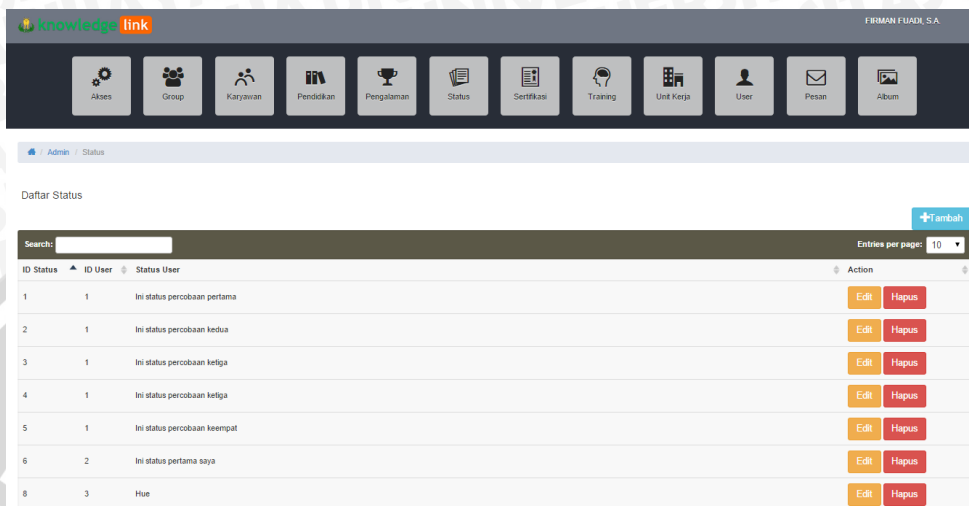 knowledge link
FIRMAN FUADI, S.A.
Akses Group Karyawan Pendidikan Pengalaman Status Sertifikasi Training Unit Kerja User Pesan Album
/ Admin / Status
Daftar Status
+Tambah
Search: Entries per page: 10
ID Status ID User Status User Action
1 1 Ini status percobaan pertama Edit Hapus
2 1 Ini status percobaan kedua Edit Hapus
3 1 Ini status percobaan ketiga Edit Hapus
4 1 Ini status percobaan ketiga Edit Hapus
5 1 Ini status percobaan keempat Edit Hapus
6 2 Ini status pertama saya Edit Hapus
8 3 Hue Edit Hapus